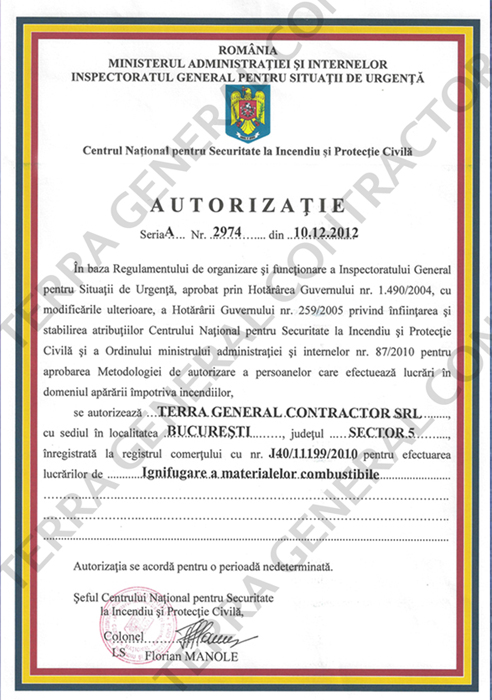 ROMÂNIA
MINISTERUL ADMINISTRAŢIEI ŞI INTERNELOR
INSPECTORATUL GENERAL PENTRU SITUAŢII DE URGENŢĂ
Centrul Naţional pentru Securitate la Incendiu şi Protecţie Civilă
AUTORIZAŢIE
Seria A Nr. 2974 din 10.12.2012
În baza Regulamentului de organizare şi funcţionare a Inspectoratului General
pentru Situaţii de Urgenţă, aprobat prin Hotărârea Guvernului nr. 1.490/2004, cu
modificările ulterioare, a Hotărârii Guvernului nr. 259/2005 privind înfiinţarea şi
stabilirea atribuţiilor Centrului Naţional pentru Securitate la Incendiu şi Protecţie
Civilă şi a Ordinului ministrului administraţiei şi internelor nr. 87/2010 pentru
aprobarea Metodologiei de autorizare a persoanelor care efectuează lucrări în
domeniul apărării împotriva incendiilor,
se autorizează TERRA GENERAL CONTRACTOR SRL,
cu sediul în localitatea BUCUREŞTI, judeţul SECTOR 5,
înregistrată la registrul comerţului cu nr. J40/11199/2010 pentru efectuarea
lucrărilor de Ignifugare a materialelor combustibile
Autorizaţia se acordă pentru o perioadă nedeterminată.
Şeful Centrului Naţional pentru Securitate
la Incendiu şi Protecţie Civilă,
Colonel
LS Florian MANOLE
TERRA GENERAL CONTRACTOR
TERRA GENERAL CONTRACTOR